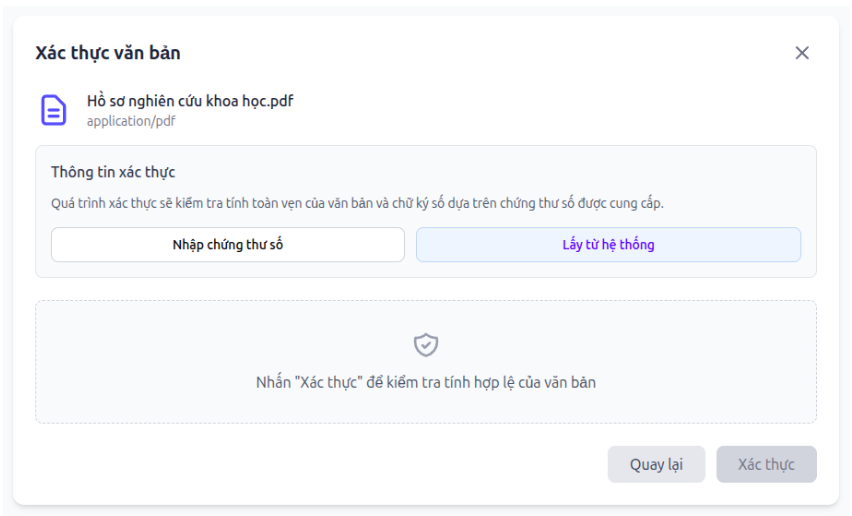 Xác thực văn bản
Hồ sơ nghiên cứu khoa học.pdf
application/pdf
Thông tin xác thực
Quá trình xác thực sẽ kiểm tra tính toàn vẹn của văn bản và chữ ký số dựa trên chứng thư số được cung cấp.
Nhập chứng thư số
Lấy từ hệ thống
Nhấn "Xác thực" để kiểm tra tính hợp lệ của văn bản
Quay lại
Xác thực